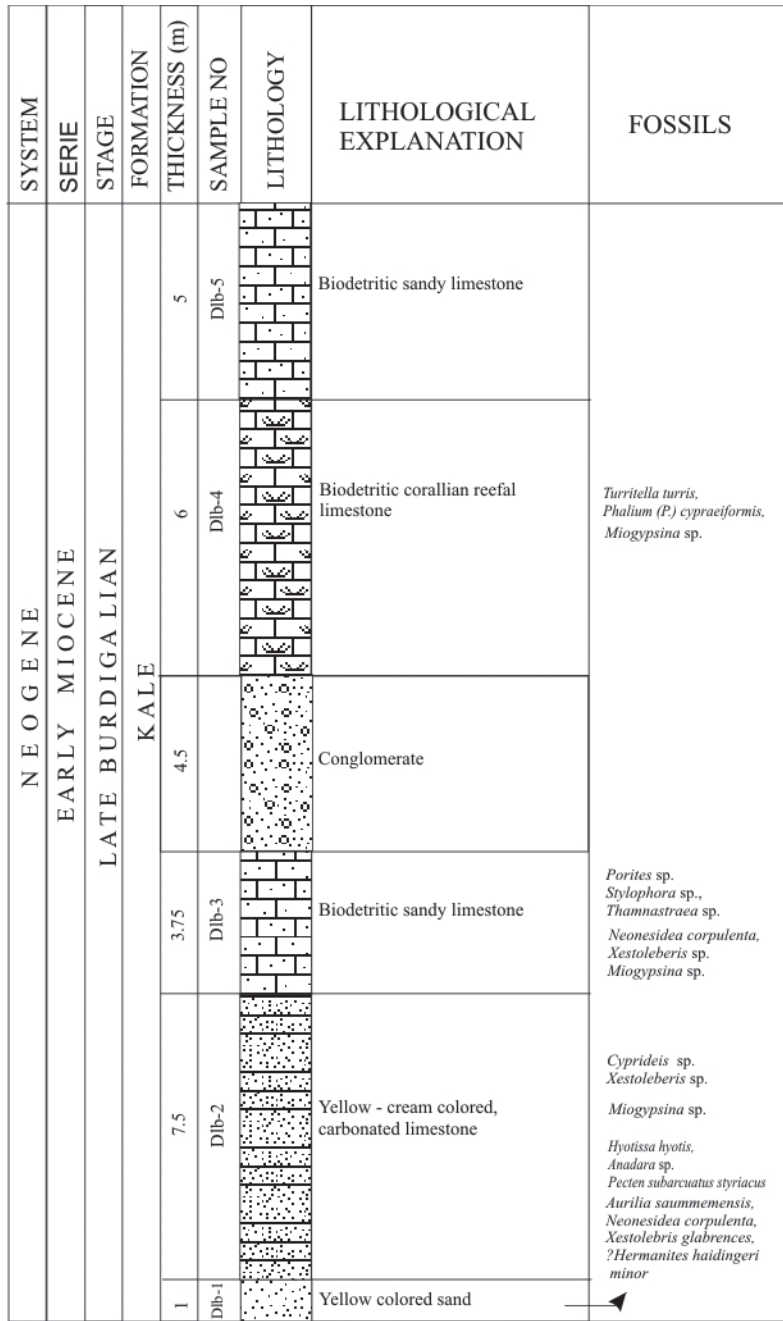 SYSTEM
SERIE
STAGE
FORMATION
THICKNESS (m)
SAMPLE NO
LITHOLOGY
LITHOLOGICAL
EXPLANATION
FOSSILS
NEOGENE
EARLY MIOCENE
LATE BURDIGALIAN
KALE
5
Dlb-5
Biodetritic sandy limestone
6
Dlb-4
Biodetritic corallian reefal
limestone
Turritella turris,
Phalium (P.) cypraeiformis,
Miogypsina sp.
4.5
Conglomerate
3.75
Dlb-3
Biodetritic sandy limestone
Porites sp.
Stylophora sp.,
Thamnastraea sp.
Neonesidea corpulenta,
Xestoleberis sp.
Miogypsina sp.
7.5
Dlb-2
Yellow - cream colored,
carbonated limestone
Cyprideis sp.
Xestoleberis sp.
Miogypsina sp.
Hyotissa hyotis,
Anadara sp.
Pecten subarcuatus styriacus
Aurilia saummemensis,
Neonesidea corpulenta,
Xestolebris glabrences,
?Hermanites haidingeri
minor
1
Dlb-1
Yellow colored sand